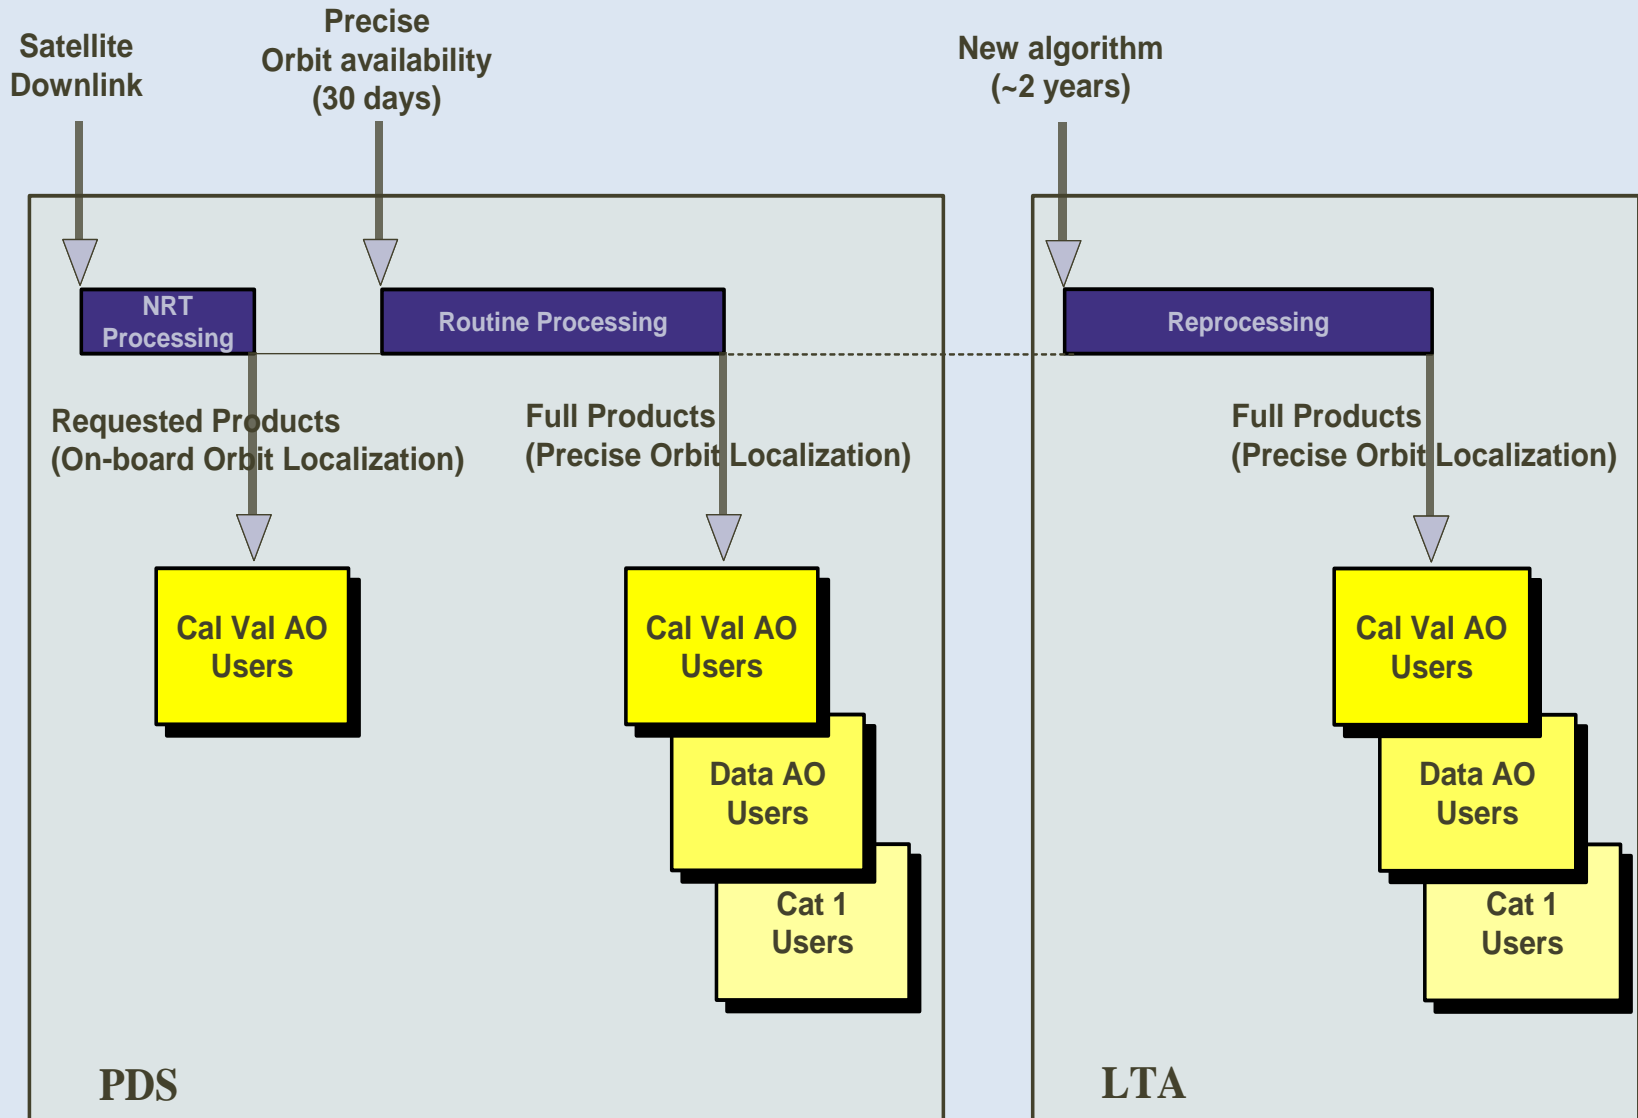 Satellite
Downlink
Precise
Orbit availability
(30 days)
New algorithm
(~2 years)
NRT
Processing
Routine Processing
Reprocessing
Requested Products
(On-board Orbit Localization)
Full Products
(Precise Orbit Localization)
Full Products
(Precise Orbit Localization)
Cal Val AO
Users
Cal Val AO
Users
Data AO
Users
Cat 1
Users
Cal Val AO
Users
Data AO
Users
Cat 1
Users
PDS
LTA